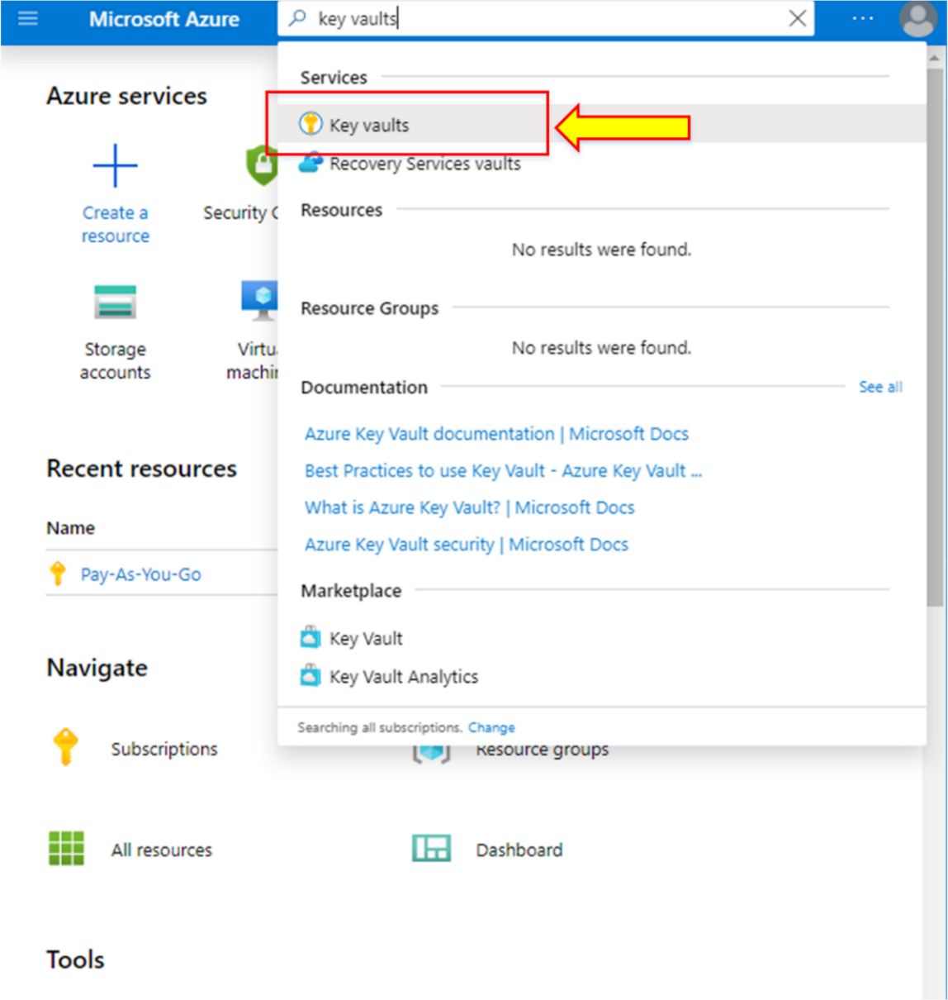 Microsoft Azure
key vaults
...
Services
Key vaults
Recovery Services vaults
Resources
No results were found.
Resource Groups
No results were found.
Documentation
See all
Azure Key Vault documentation | Microsoft Docs
Best Practices to use Key Vault - Azure Key Vault ...
What is Azure Key Vault? | Microsoft Docs
Azure Key Vault security | Microsoft Docs
Marketplace
Key Vault
Key Vault Analytics
Searching all subscriptions. Change
Azure services
Create a
resource
Security
Storage
accounts
Virtu
machin
Recent resources
Name
Pay-As-You-Go
Navigate
Subscriptions
Resource groups
All resources
Dashboard
Tools